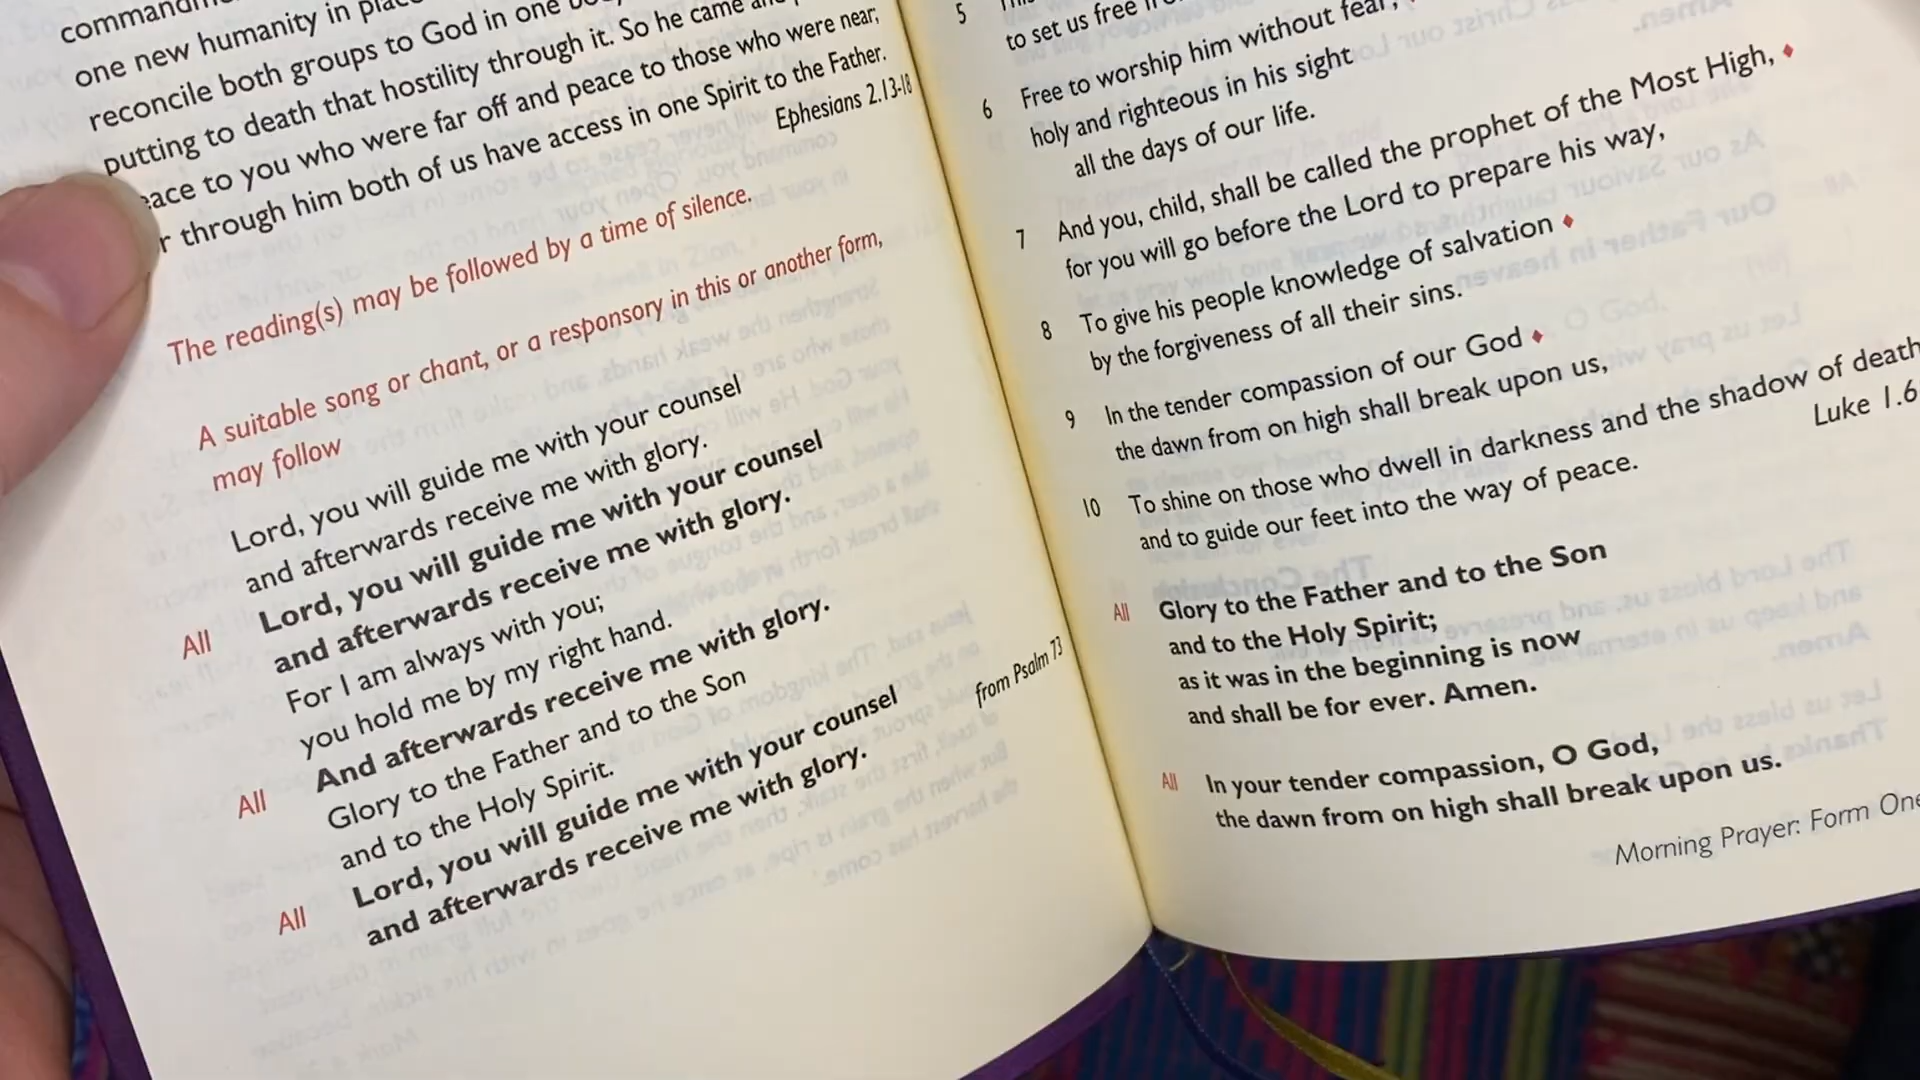 one new humanity in
reconcile both groups to God in one
putting to death that hostility through it. So he came
to you who were far off and peace to those who were near;
through him both of us have access in one Spirit to the Father.
Ephesians 2.13-18
The reading(s) may be followed by a time of silence.
A suitable song or chant, or a responsory in this or another form,
may follow
Lord, you will guide me with your counsel
and afterwards receive me with glory.
All Lord, you will guide me with your counsel
and afterwards receive me with glory.
For I am always with you;
you hold me by my right hand.
All And afterwards receive me with glory.
Glory to the Father and to the Son
and to the Holy Spirit.
All Lord, you will guide me with your counsel
and afterwards receive me with glory.
from Psalm 73
5
to set us free
6 Free to worship him without fear, ♦
holy and righteous in his sight
all the days of our life.
7 And you, child, shall be called the prophet of the Most High, ♦
for you will go before the Lord to prepare his way,
8 To give his people knowledge of salvation ♦
by the forgiveness of all their sins.
9 In the tender compassion of our God ♦
the dawn from on high shall break upon us,
10 To shine on those who dwell in darkness and the shadow of death
and to guide our feet into the way of peace.
Luke 1.6
All Glory to the Father and to the Son
and to the Holy Spirit;
as it was in the beginning is now
and shall be for ever. Amen.
All In your tender compassion, O God,
the dawn from on high shall break upon us.
Morning Prayer: Form One